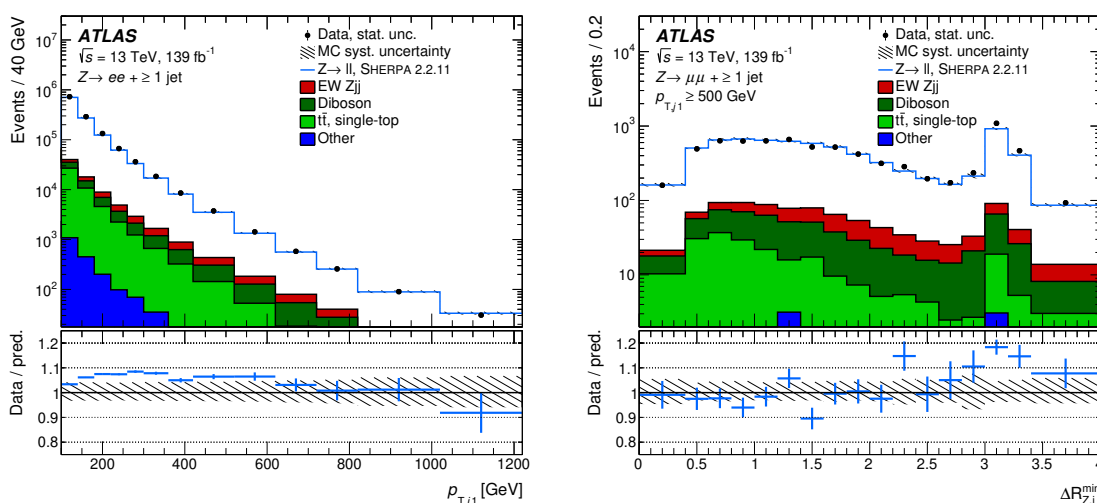 ATLAS
√s = 13 TeV, 139 fb⁻¹
Z→ ee + ≥ 1 jet
Data, stat. unc.
MC syst. uncertainty
Z→ ll, SHERPA 2.2.11
EW Zjj
Diboson
tt̄, single-top
Other
Events / 40 GeV
10⁷
10⁶
10⁵
10⁴
10³
10²
Data / pred.
1.2
1.1
1
0.9
0.8
200 400 600 800 1000 1200
p_T,j1 [GeV]
ATLAS
√s = 13 TeV, 139 fb⁻¹
Z→ μμ + ≥ 1 jet
p_T,j1 ≥ 500 GeV
Data, stat. unc.
MC syst. uncertainty
Z→ ll, SHERPA 2.2.11
EW Zjj
Diboson
tt̄, single-top
Other
Events / 0.2
10⁴
10³
10²
10
Data / pred.
1.2
1.1
1
0.9
0.8
0 0.5 1 1.5 2 2.5 3 3.5
ΔR^min_Z,j